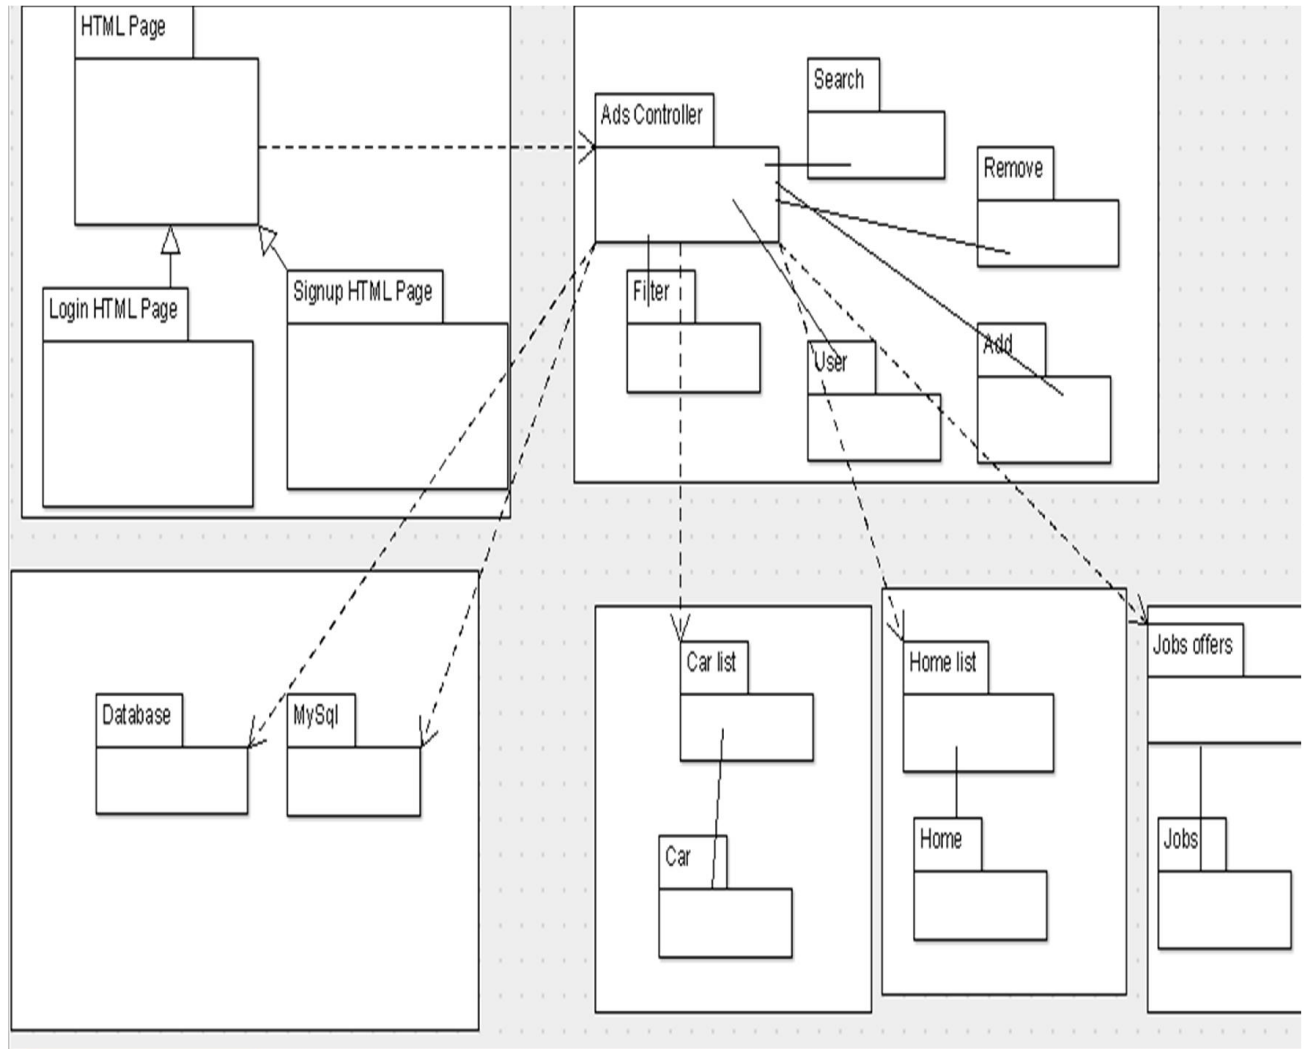 HTML Page
Login HTML Page
Signup HTML Page
Ads Controller
Search
Remove
Filter
User
Add
Database
MySql
Car list
Car
Home list
Home
Jobs offers
Jobs